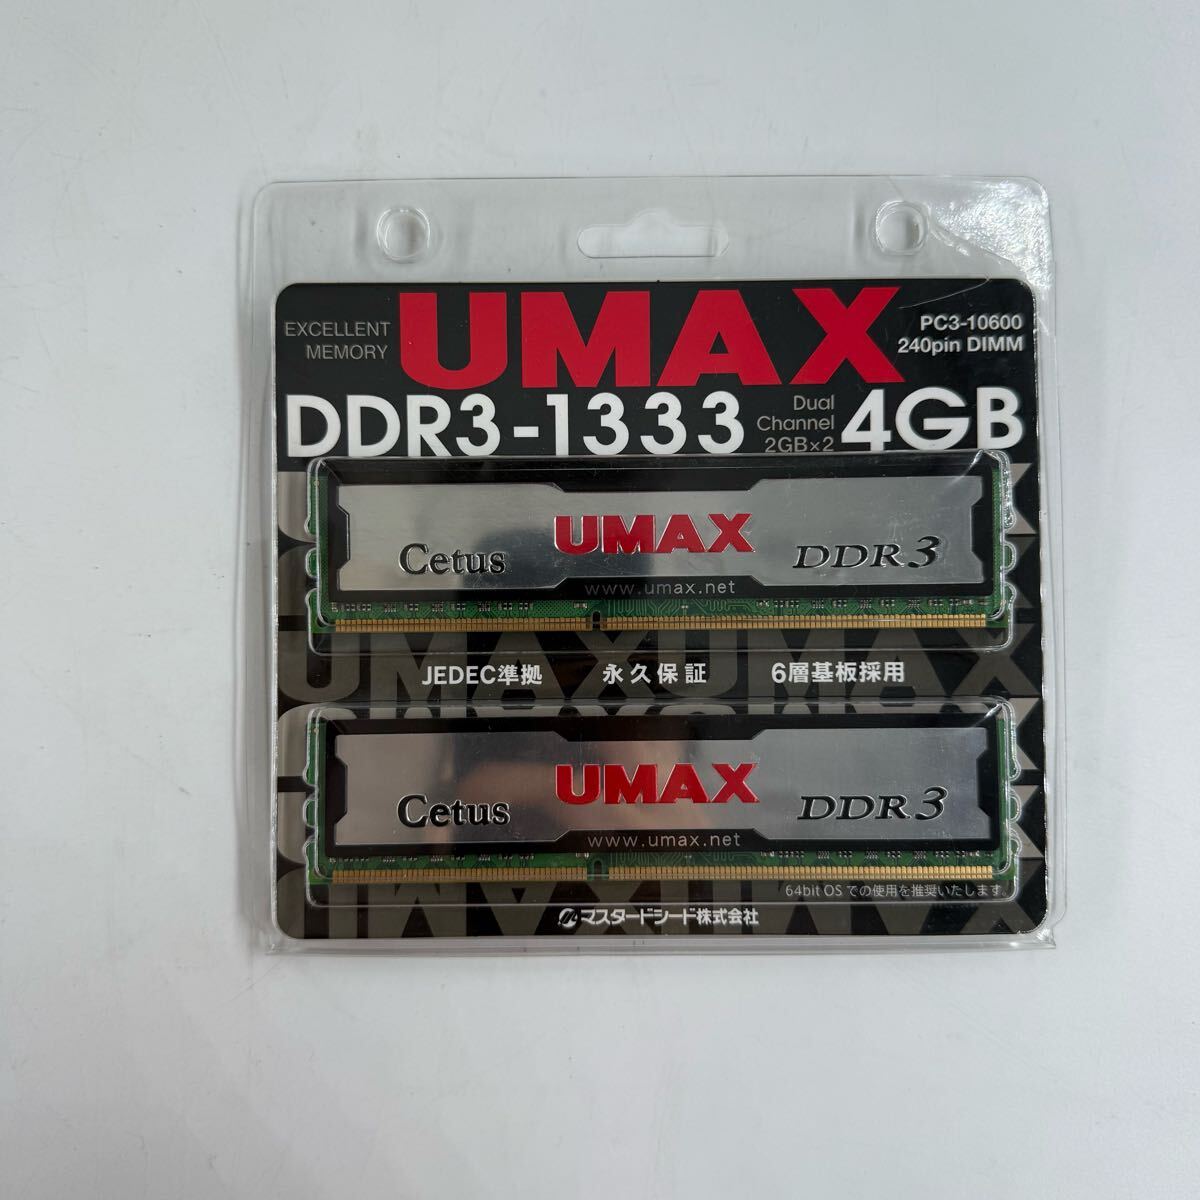 EXCELLENT
MEMORY
UMAX
PC3-10600
240pin DIMM
DDR3-1333
Dual
Channel
2GB×2
4GB
Cetus
UMAX
DDR3
www.umax.net
JEDEC準拠
永久保証
6層基板採用
UMAXUMAX
Cetus
UMAX
DDR3
www.umax.net
64bit OS での使用を推奨いたします。
マスタードシード株式会社